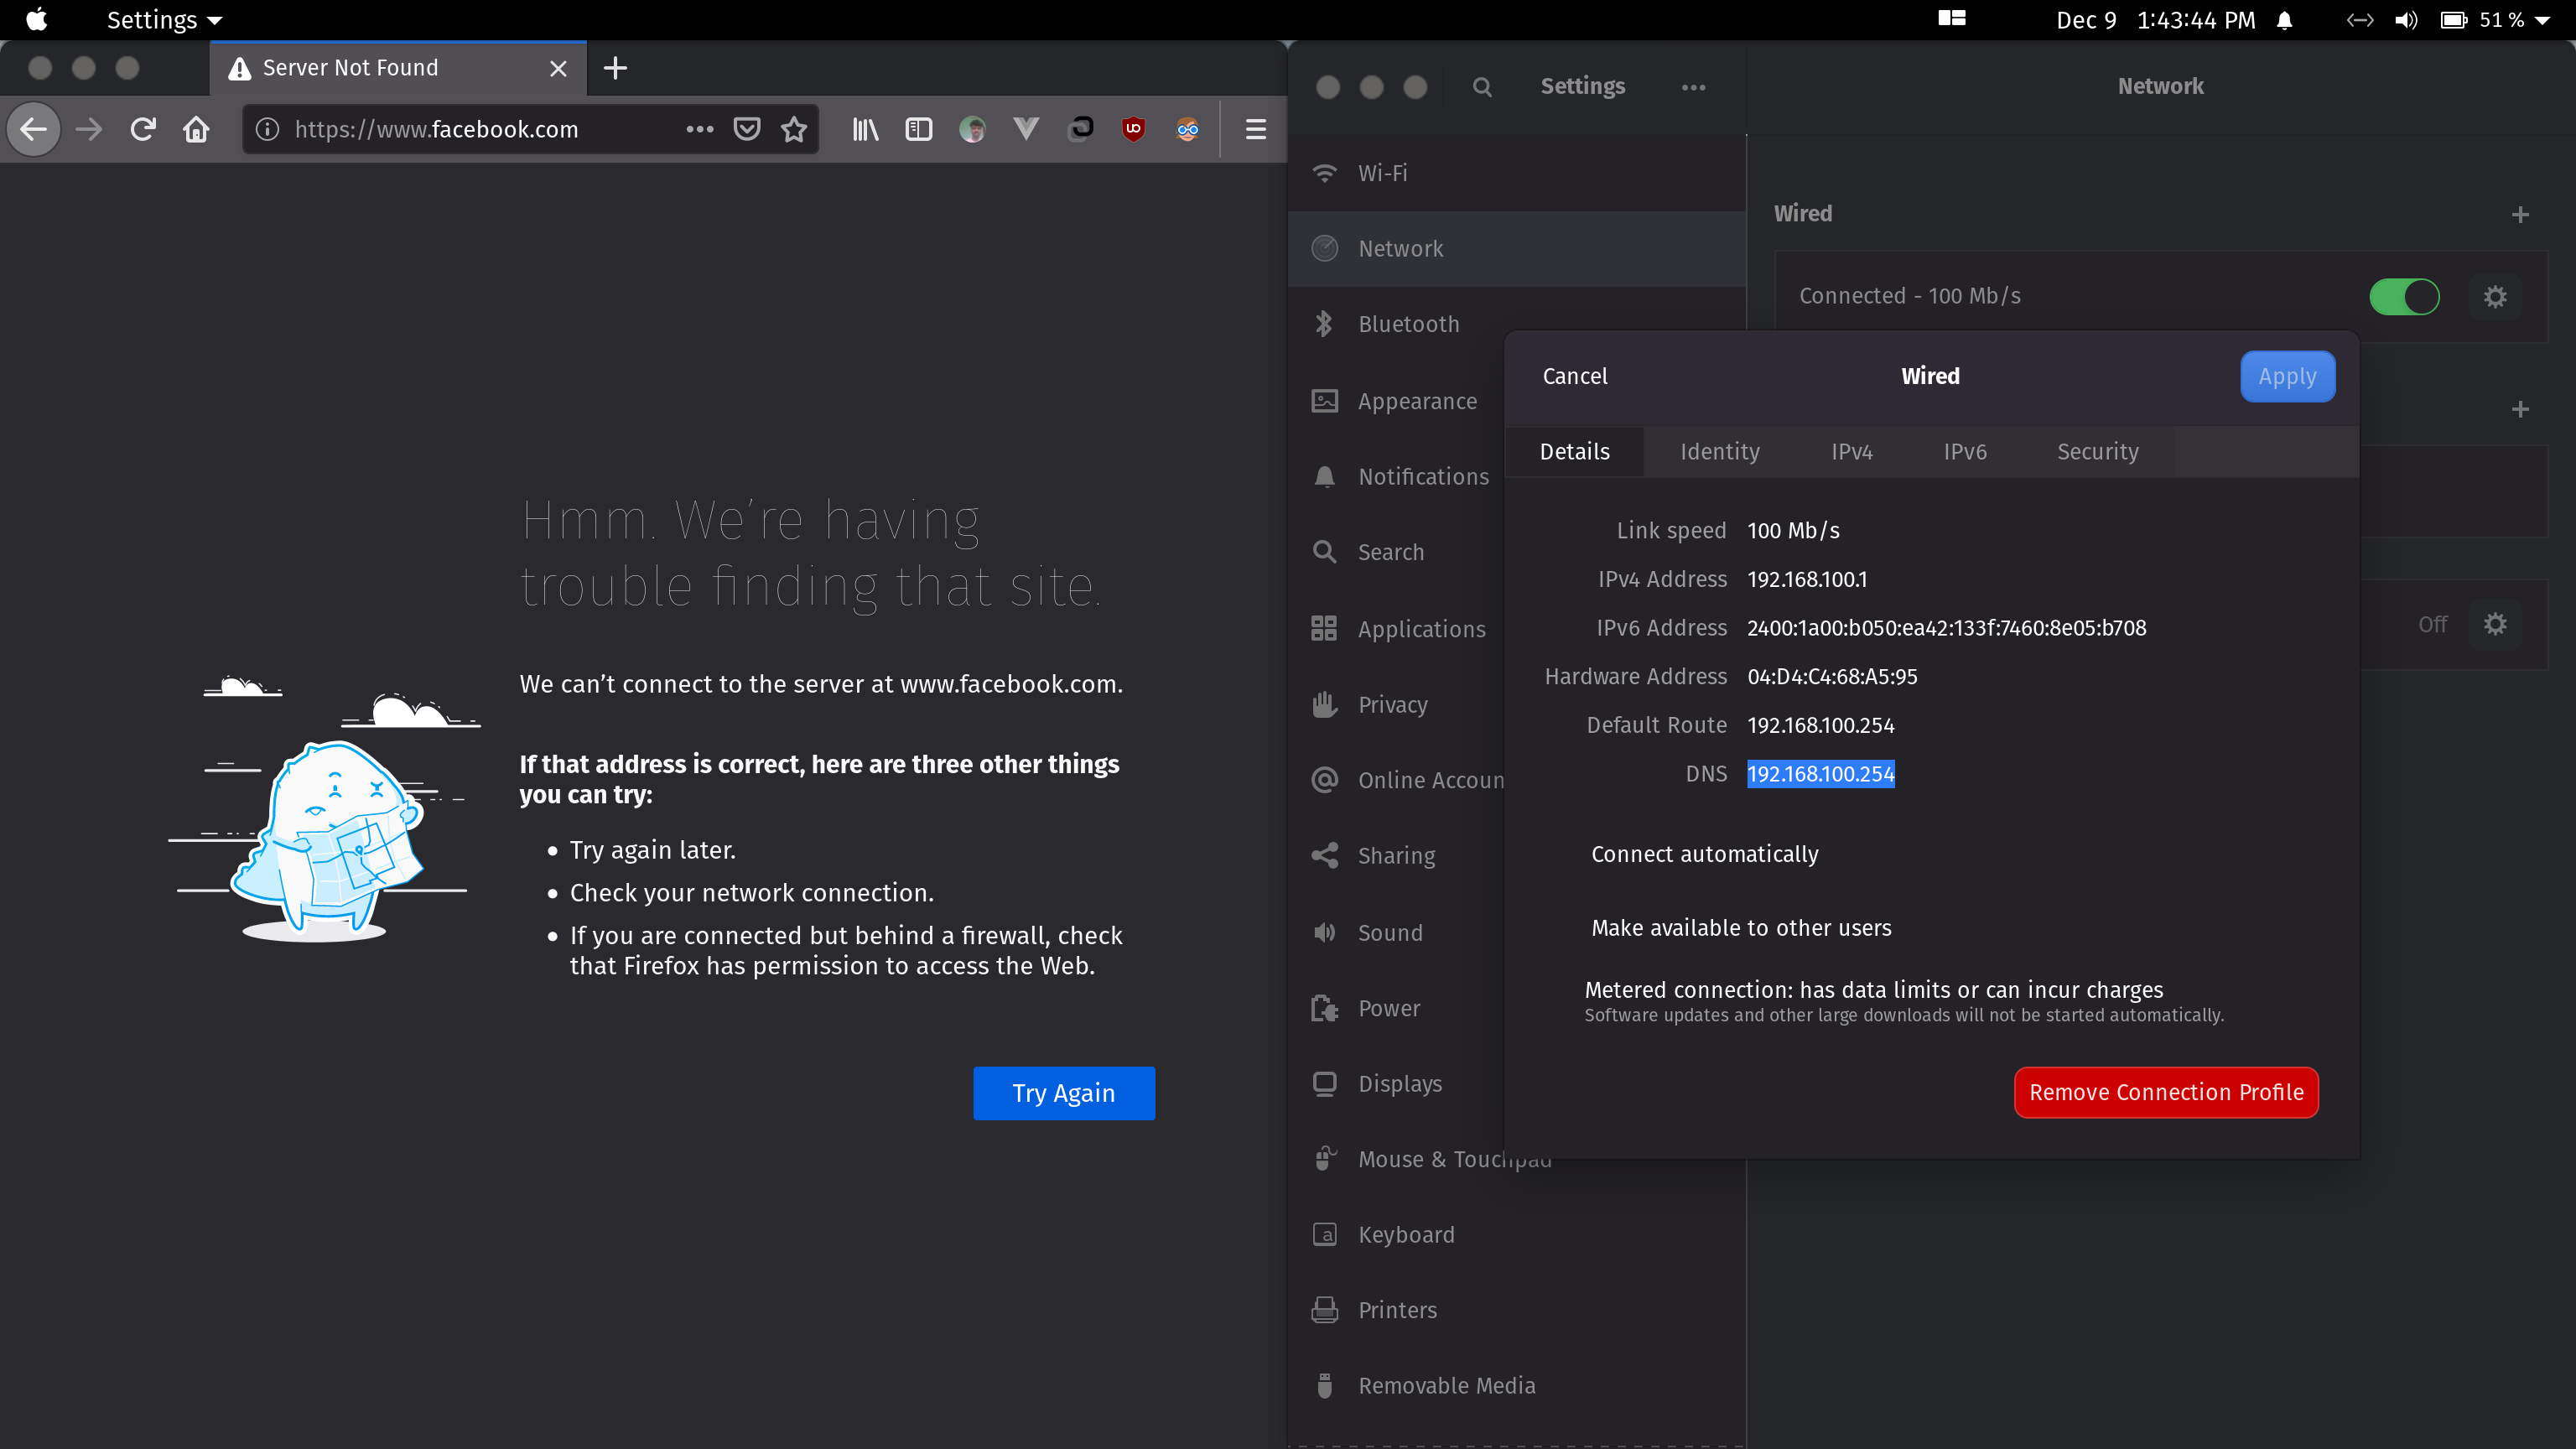 Settings
Dec 9 1:43:44 PM
51 %
Server Not Found
https://www.facebook.com
Hmm. We're having
trouble finding that site.
We can't connect to the server at www.facebook.com.
If that address is correct, here are three other things
you can try:
Try again later.
Check your network connection.
If you are connected but behind a firewall, check
that Firefox has permission to access the Web.
Try Again
Settings
Network
Wi-Fi
Network
Bluetooth
Appearance
Notifications
Search
Applications
Privacy
Online Accoun
Sharing
Sound
Power
Displays
Mouse & Touchpad
Keyboard
Printers
Removable Media
Wired
Connected - 100 Mb/s
Off
Cancel
Wired
Apply
Details
Identity
IPv4
IPv6
Security
Link speed 100 Mb/s
IPv4 Address 192.168.100.1
IPv6 Address 2400:1a00:b050:ea42:133f:7460:8e05:b708
Hardware Address 04:D4:C4:68:A5:95
Default Route 192.168.100.254
DNS 192.168.100.254
Connect automatically
Make available to other users
Metered connection: has data limits or can incur charges
Software updates and other large downloads will not be started automatically.
Remove Connection Profile